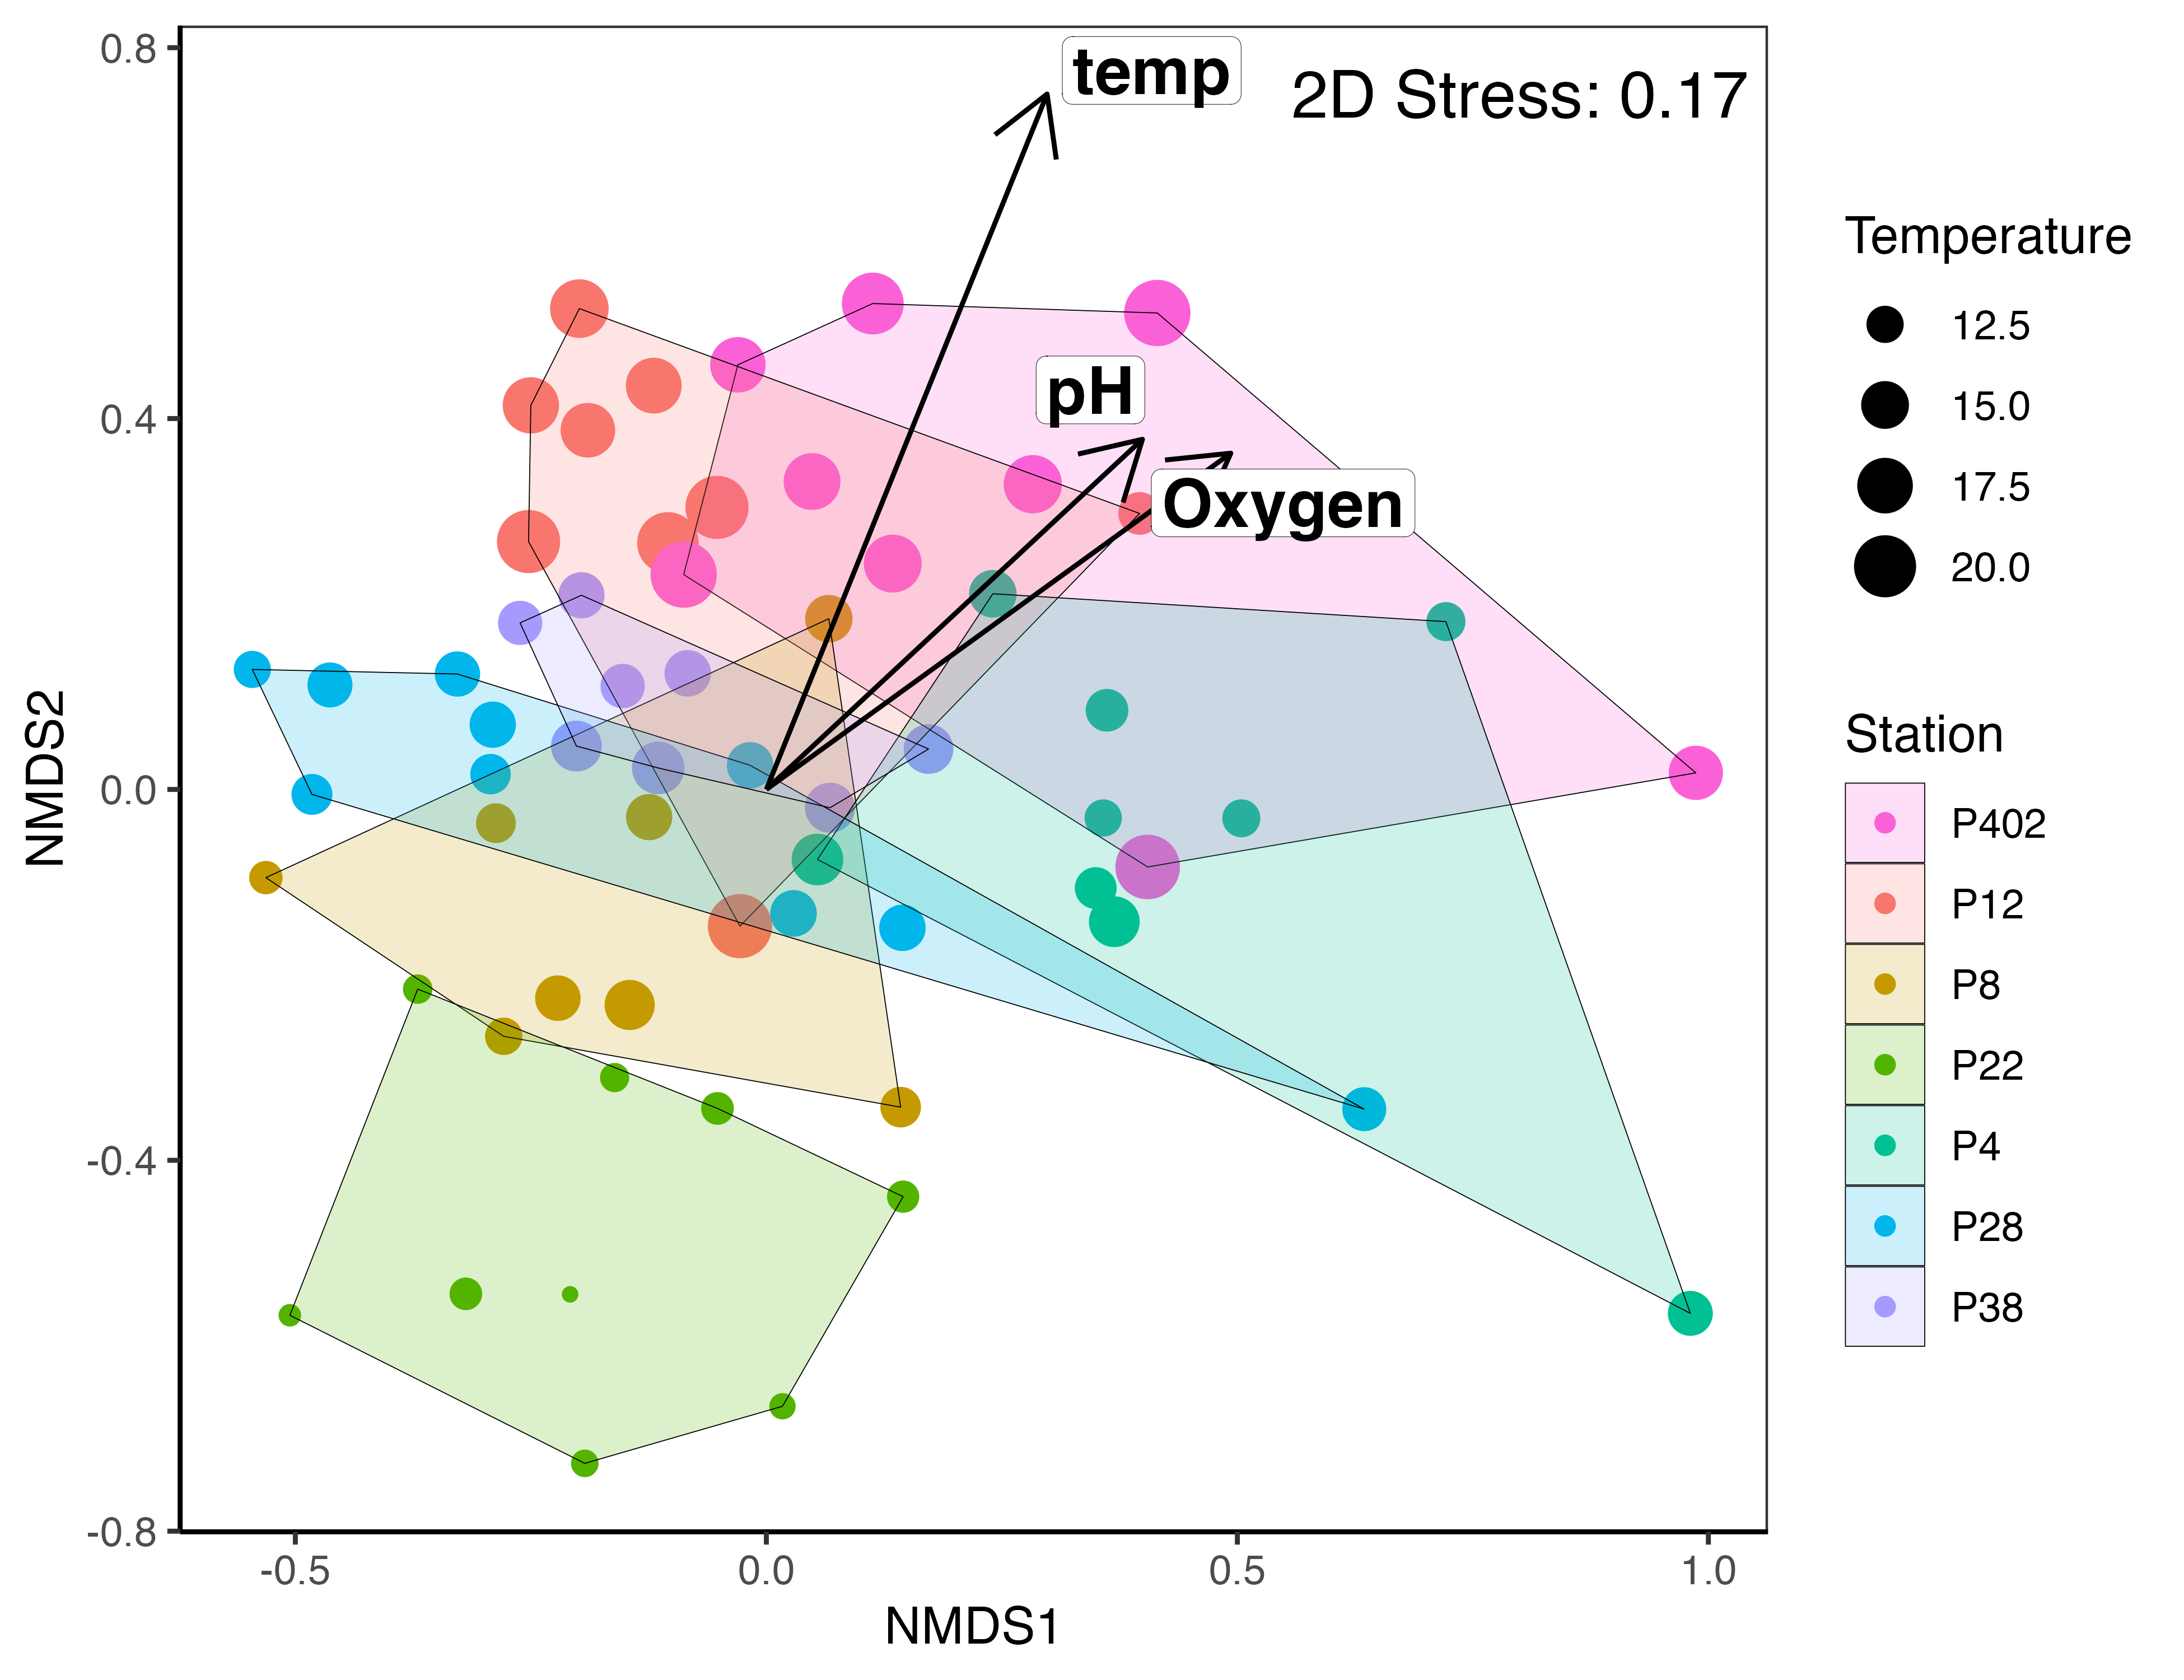 0.8
0.4
0.0
-0.4
-0.8
NMDS2
-0.5
0.0
0.5
1.0
NMDS1
temp
2D Stress: 0.17
pH
Oxygen
Temperature
12.5
15.0
17.5
20.0
Station
P402
P12
P8
P22
P4
P28
P38